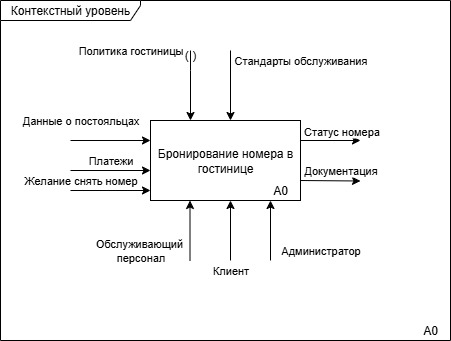 Контекстный уровень
Политика гостиницы
()
Стандарты обслуживания
Данные о постояльцах
Платежи
Желание снять номер
Бронирование номера в
гостинице
A0
Статус номера
Документация
Обслуживающий
персонал
Клиент
Администратор
A0